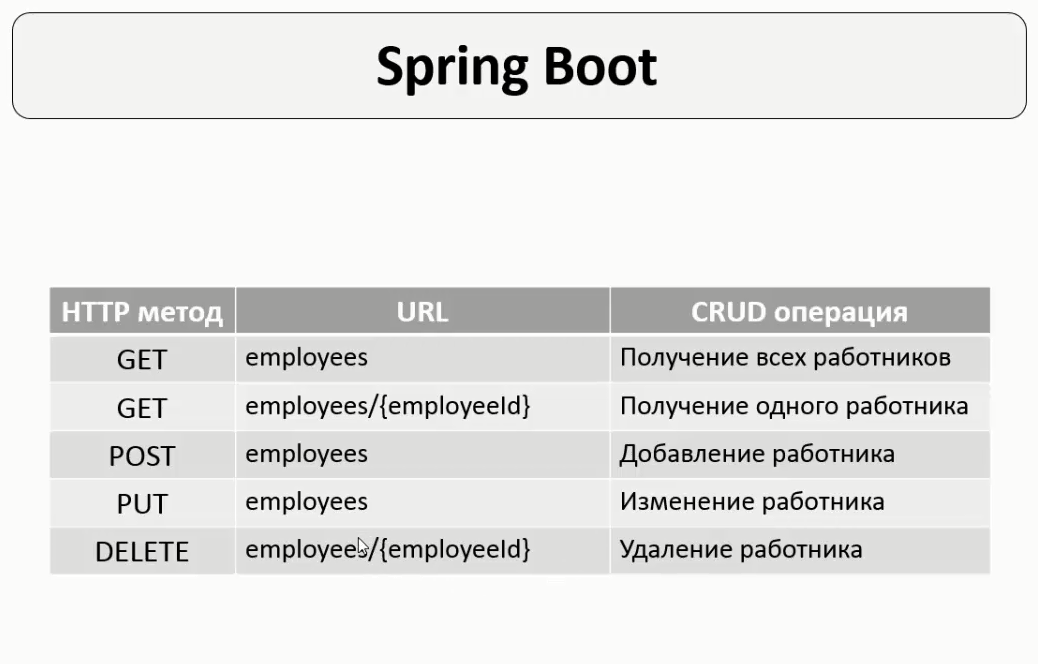 Spring Boot
HTTP метод URL CRUD операция
GET employees Получение всех работников
GET employees/{employeeId} Получение одного работника
POST employees Добавление работника
PUT employees Изменение работника
DELETE employees/{employeeId} Удаление работника